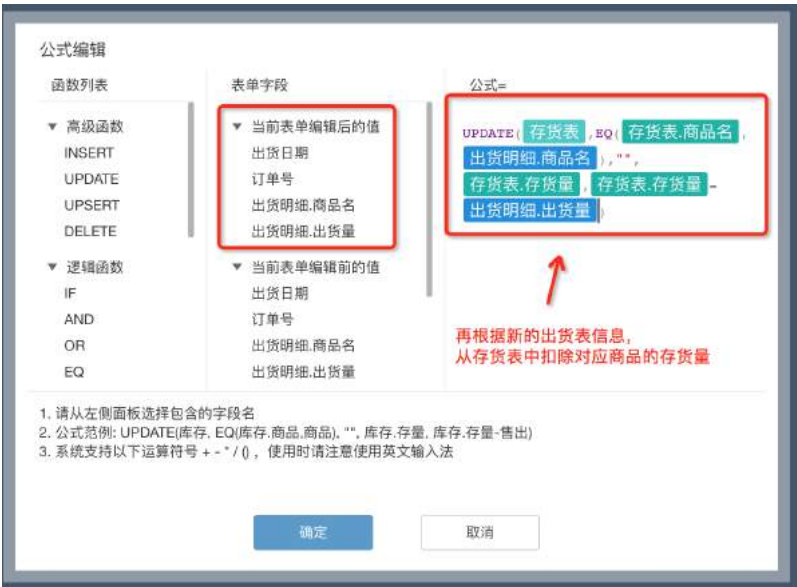 公式编辑
函数列表
表单字段
公式=
▼ 高级函数
INSERT
UPDATE
UPSERT
DELETE
▼ 逻辑函数
IF
AND
OR
EQ
▼ 当前表单编辑后的值
出货日期
订单号
出货明细.商品名
出货明细.出货量
▼ 当前表单编辑前的值
出货日期
订单号
出货明细.商品名
出货明细.出货量
UPDATE( 存货表 ,EQ( 存货表.商品名 ,
出货明细.商品名 ),"",
存货表.存货量 , 存货表.存货量 -
出货明细.出货量 )
再根据新的出货表信息,
从存货表中扣除对应商品的存货量
1. 请从左侧面板选择包含的字段名
2. 公式范例: UPDATE(库存, EQ(库存.商品,商品), "", 库存.存量, 库存.存量-售出)
3. 系统支持以下运算符号 + - * / () ，使用时请注意使用英文输入法
确定
取消